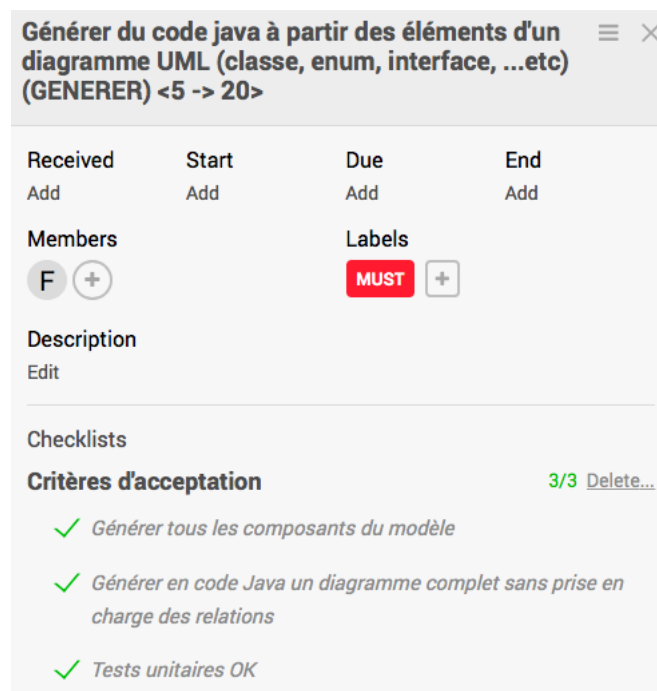 Générer du code java à partir des éléments d'un
diagramme UML (classe, enum, interface, ...etc)
(GENERER) <5 -> 20>
Received Start Due End
Add Add Add Add
Members Labels
F + MUST +
Description
Edit
Checklists
Critères d'acceptation 3/3 Delete...
Générer tous les composants du modèle
Générer en code Java un diagramme complet sans prise en
charge des relations
Tests unitaires OK